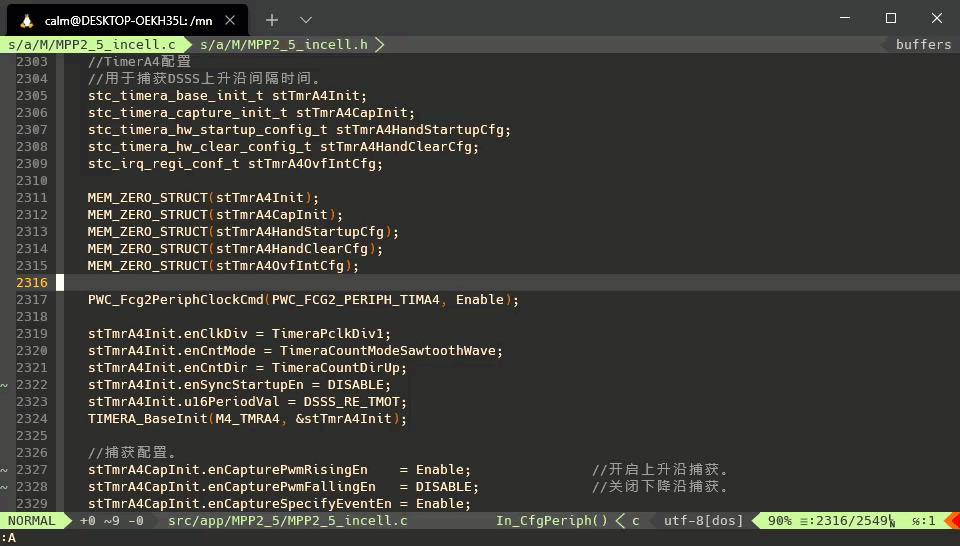 calm@DESKTOP-OEKH35L: /mn
s/a/M/MPP2_5_incell.c s/a/M/MPP2_5_incell.h buffers
2303 //TimerA4配置
2304 //用于捕获DSSS上升沿间隔时间。
2305 stc_timera_base_init_t stTmrA4Init;
2306 stc_timera_capture_init_t stTmrA4CapInit;
2307 stc_timera_hw_startup_config_t stTmrA4HandStartupCfg;
2308 stc_timera_hw_clear_config_t stTmrA4HandClearCfg;
2309 stc_irq_regi_conf_t stTmrA4OvfIntCfg;
2310
2311 MEM_ZERO_STRUCT(stTmrA4Init);
2312 MEM_ZERO_STRUCT(stTmrA4CapInit);
2313 MEM_ZERO_STRUCT(stTmrA4HandStartupCfg);
2314 MEM_ZERO_STRUCT(stTmrA4HandClearCfg);
2315 MEM_ZERO_STRUCT(stTmrA4OvfIntCfg);
2316
2317 PWC_Fcg2PeriphClockCmd(PWC_FCG2_PERIPH_TIMA4, Enable);
2318
2319 stTmrA4Init.enClkDiv = TimeraPclkDiv1;
2320 stTmrA4Init.enCntMode = TimeraCountModeSawtoothWave;
2321 stTmrA4Init.enCntDir = TimeraCountDirUp;
~ 2322 stTmrA4Init.enSyncStartupEn = DISABLE;
2323 stTmrA4Init.u16PeriodVal = DSSS_RE_TMOT;
2324 TIMERA_BaseInit(M4_TMRA4, &stTmrA4Init);
2325
2326 //捕获配置。
~ 2327 stTmrA4CapInit.enCapturePwmRisingEn = Enable; //开启上升沿捕获。
~ 2328 stTmrA4CapInit.enCapturePwmFallingEn = DISABLE; //关闭下降沿捕获。
2329 stTmrA4CapInit.enCaptureSpecifyEventEn = Enable;
NORMAL +0 ~9 -0 src/app/MPP2_5/MPP2_5_incell.c In_CfgPeriph() c utf-8[dos] 90% ≡:2316/2549 ℅:1
:A